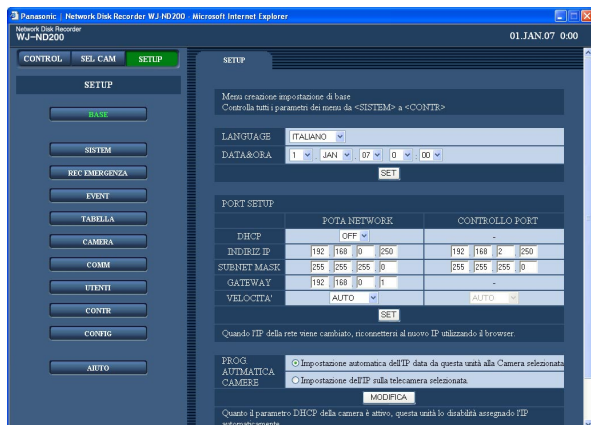 Panasonic | Network Disk Recorder WJ-ND200 - Microsoft Internet Explorer
Network Disk Recorder
WJ-ND200
01.JAN.07 0:00
CONTROL SEL CAM SETUP
SETUP
SETUP
BASE
Menu creazione impostazione di base
Controlla tutti i parametri dei menu da <SISTEM> a <CONTR>
LANGUAGE ITALIANO
DATA&ORA 1 . JAN . 07 0 : 00
SET
SISTEM
REC EMERGENZA
EVENT
TABELLA
CAMERA
COMM
UTENTI
CONTR
CONFIG
AIUTO
PORT SETUP
POTA NETWORK CONTROLLO PORT
DHCP OFF -
INDIRIZ IP 192 168 0 250 192 168 2 250
SUBNET MASK 255 255 255 0 255 255 255 0
GATEWAY 192 168 0 1 -
VELOCITA' AUTO AUTO
SET
Quando l'IP della rete viene cambiato, riconnettersi al nuovo IP utilizzando il browser.
PROG.
AUTMATICA
CAMERE
Impostazione automatica dell'IP data da questa unità alla Camera selezionata
Impostazione dell'IP sulla telecamera selezionata.
MODIFICA
Quanto il parametro DHCP della camera è attivo, questa unità lo disabilità assegnado l'IP
automaticamente